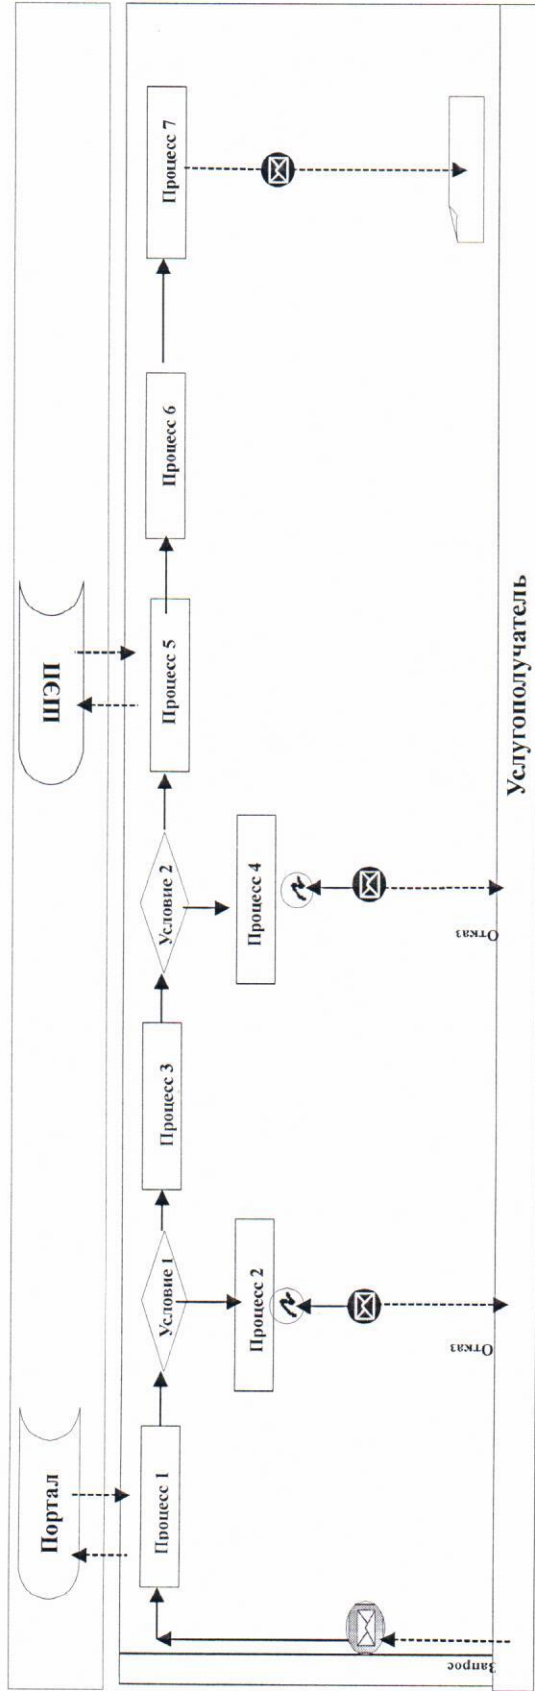 Портал
ШЭП
Процесс 1
Условие 1
Процесс 3
Условие 2
Процесс 5
Процесс 6
Процесс 7
Процесс 2
Процесс 4
Запрос
Отказ
Отказ
Услугополучатель